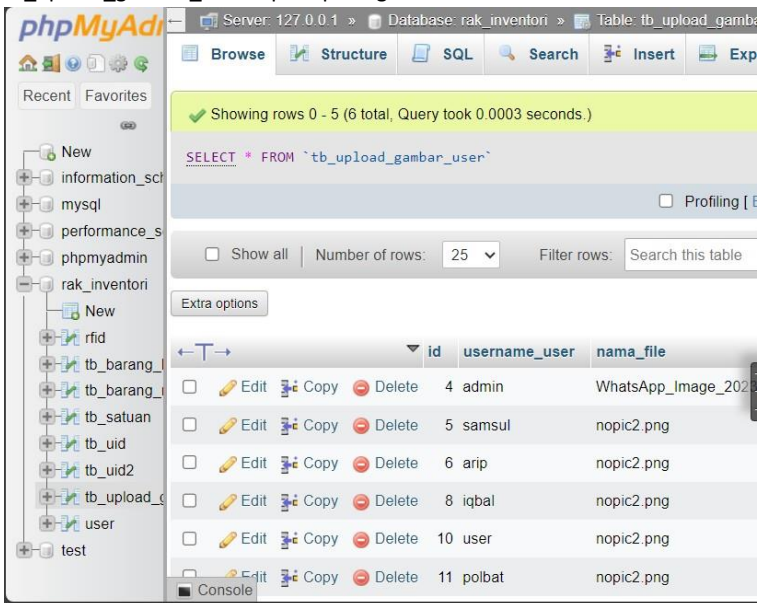 phpMyAdr
Server: 127.0.0.1 » Database: rak_inventori » Table: tb_upload_gamba
Browse Structure SQL Search Insert Exp
Recent Favorites
Showing rows 0 - 5 (6 total, Query took 0.0003 seconds.)
SELECT * FROM `tb_upload_gambar_user`
Profiling [
Show all Number of rows: 25 Filter rows: Search this table
Extra options
New
information_sch
mysql
performance_s
phpmyadmin
rak_inventori
New
rfid
tb_barang_
tb_barang_
tb_satuan
tb_uid
tb_uid2
tb_upload_g
user
test
id username_user nama_file
Edit Copy Delete 4 admin WhatsApp_Image_2023
Edit Copy Delete 5 samsul nopic2.png
Edit Copy Delete 6 arip nopic2.png
Edit Copy Delete 8 iqbal nopic2.png
Edit Copy Delete 10 user nopic2.png
Edit Copy Delete 11 polbat nopic2.png
Console